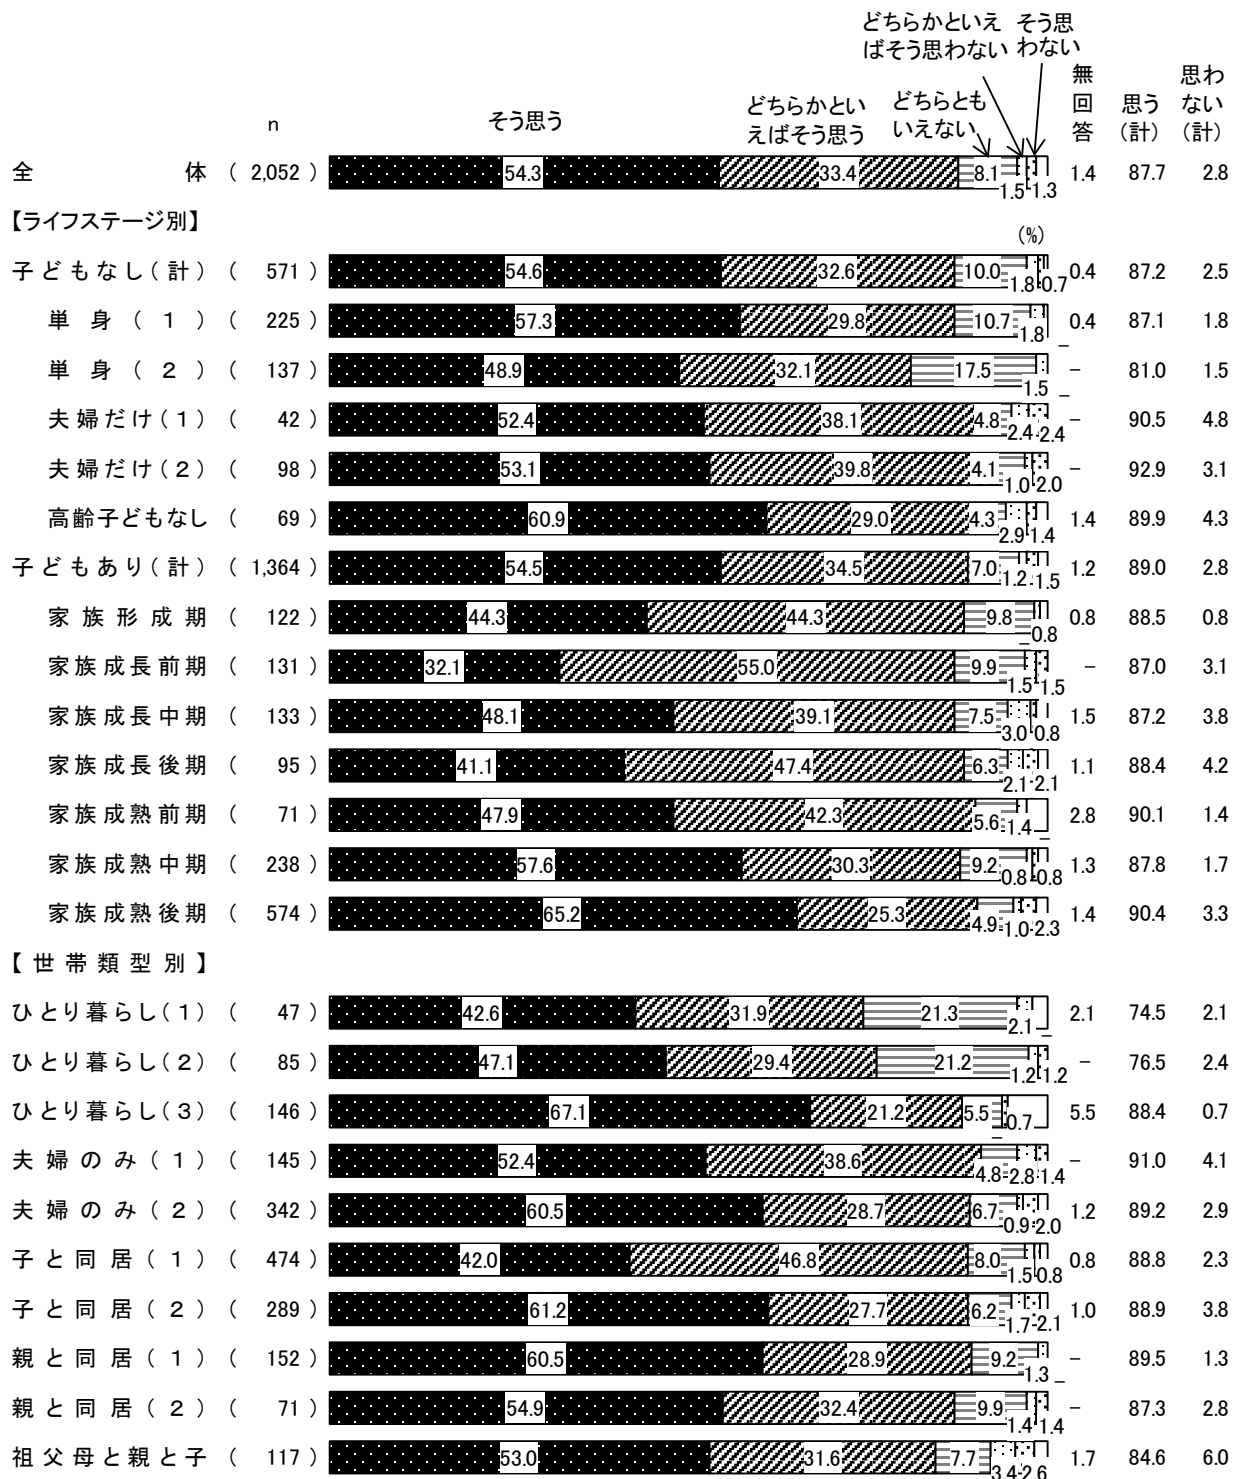 どちらかといえ そう思
ばそう思わない わない
無 思わ
どちらかとい どちらとも 回 思う ない
n そう思う えばそう思う いえない 答 （計） （計）
全体 （ 2,052 ） 54.3 33.4 8.1 1.5 1.3 1.4 87.7 2.8
【ライフステージ別】
(%)
子どもなし（計） （ 571 ） 54.6 32.6 10.0 1.8 0.7 0.4 87.2 2.5
単身（１） （ 225 ） 57.3 29.8 10.7 1.8 － 0.4 87.1 1.8
単身（２） （ 137 ） 48.9 32.1 17.5 1.5 － － 81.0 1.5
夫婦だけ（１） （ 42 ） 52.4 38.1 4.8 2.4 2.4 － 90.5 4.8
夫婦だけ（２） （ 98 ） 53.1 39.8 4.1 1.0 2.0 － 92.9 3.1
高齢子どもなし （ 69 ） 60.9 29.0 4.3 2.9 1.4 1.4 89.9 4.3
子どもあり（計） （ 1,364 ） 54.5 34.5 7.0 1.2 1.5 1.2 89.0 2.8
家族形成期 （ 122 ） 44.3 44.3 9.8 － 0.8 0.8 88.5 0.8
家族成長前期 （ 131 ） 32.1 55.0 9.9 1.5 1.5 － 87.0 3.1
家族成長中期 （ 133 ） 48.1 39.1 7.5 3.0 0.8 1.5 87.2 3.8
家族成長後期 （ 95 ） 41.1 47.4 6.3 2.1 2.1 1.1 88.4 4.2
家族成熟前期 （ 71 ） 47.9 42.3 5.6 1.4 － 2.8 90.1 1.4
家族成熟中期 （ 238 ） 57.6 30.3 9.2 0.8 0.8 1.3 87.8 1.7
家族成熟後期 （ 574 ） 65.2 25.3 4.9 1.0 2.3 1.4 90.4 3.3
【世帯類型別】
ひとり暮らし（１） （ 47 ） 42.6 31.9 21.3 2.1 － 2.1 74.5 2.1
ひとり暮らし（２） （ 85 ） 47.1 29.4 21.2 1.2 1.2 － 76.5 2.4
ひとり暮らし（３） （ 146 ） 67.1 21.2 5.5 － 0.7 5.5 88.4 0.7
夫婦のみ（１） （ 145 ） 52.4 38.6 4.8 2.8 1.4 － 91.0 4.1
夫婦のみ（２） （ 342 ） 60.5 28.7 6.7 0.9 2.0 1.2 89.2 2.9
子と同居（１） （ 474 ） 42.0 46.8 8.0 1.5 0.8 0.8 88.8 2.3
子と同居（２） （ 289 ） 61.2 27.7 6.2 1.7 2.1 1.0 88.9 3.8
親と同居（１） （ 152 ） 60.5 28.9 9.2 1.3 － － 89.5 1.3
親と同居（２） （ 71 ） 54.9 32.4 9.9 1.4 1.4 － 87.3 2.8
祖父母と親と子 （ 117 ） 53.0 31.6 7.7 3.4 2.6 1.7 84.6 6.0